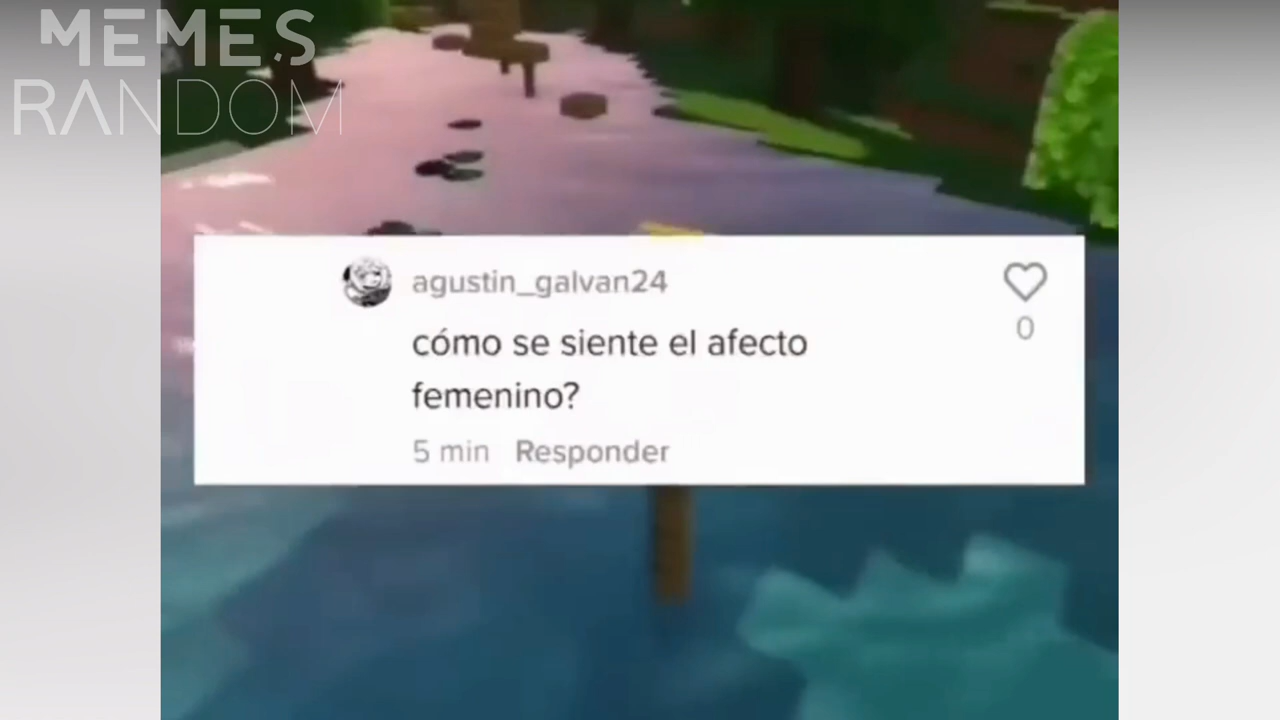 MEMES
RANDOM
agustin_galvan24
cómo se siente el afecto
femenino?
0
5 min Responder